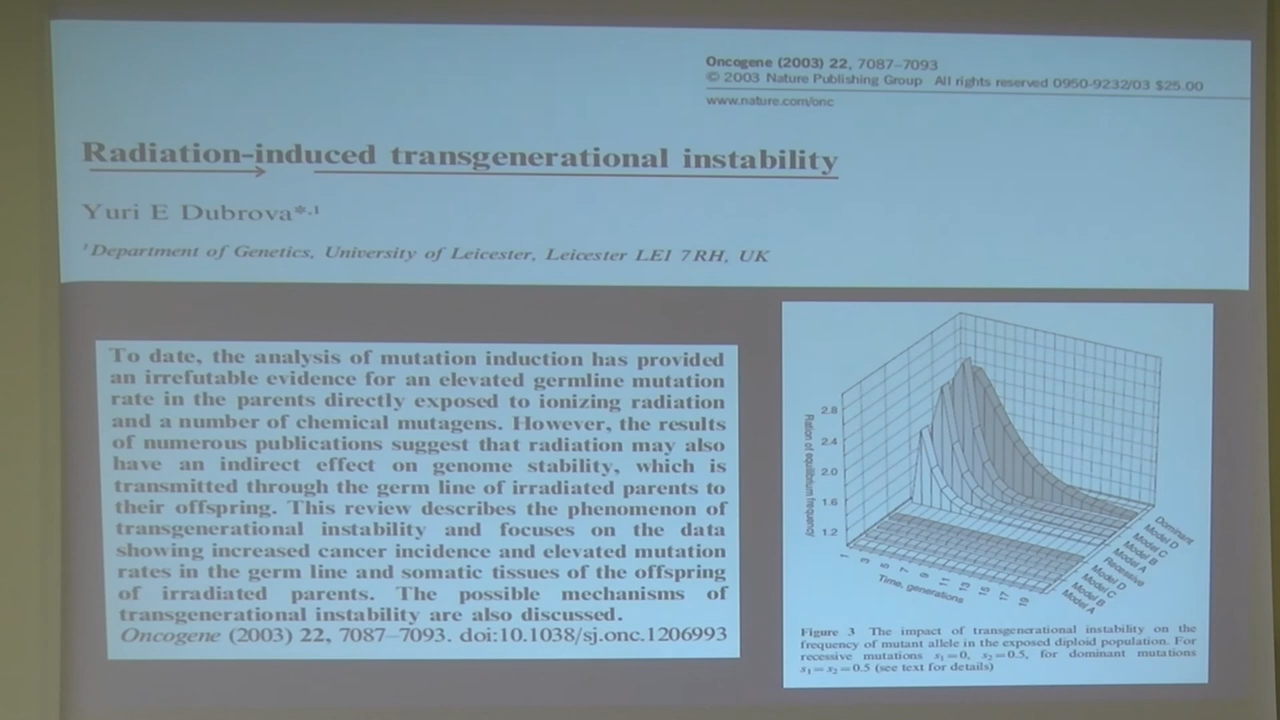 Oncogene (2003) 22, 7087–7093
© 2003 Nature Publishing Group All rights reserved 0950-9232/03 $25.00
www.nature.com/onc
Radiation-induced transgenerational instability
Yuri E Dubrova*,1
1Department of Genetics, University of Leicester, Leicester LE1 7RH, UK
To date, the analysis of mutation induction has provided
an irrefutable evidence for an elevated germline mutation
rate in the parents directly exposed to ionizing radiation
and a number of chemical mutagens. However, the results
of numerous publications suggest that radiation may also
have an indirect effect on genome stability, which is
transmitted through the germ line of irradiated parents to
their offspring. This review describes the phenomenon of
transgenerational instability and focuses on the data
showing increased cancer incidence and elevated mutation
rates in the germ line and somatic tissues of the offspring
of irradiated parents. The possible mechanisms of
transgenerational instability are also discussed.
Oncogene (2003) 22, 7087–7093. doi:10.1038/sj.onc.1206993
Ration of equilibrium frequency
2.8
2.4
2.0
1.6
1.2
1
3
5
7
9
11
13
15
17
19
Time, generations
Dominant
Model D
Model C
Model B
Model A
Recessive
Model D
Model C
Model B
Model A
Figure 3 The impact of transgenerational instability on the
frequency of mutant allele in the exposed diploid population. For
recessive mutations s1=0, s2=0.5, for dominant mutations
s1=s2=0.5 (see text for details)